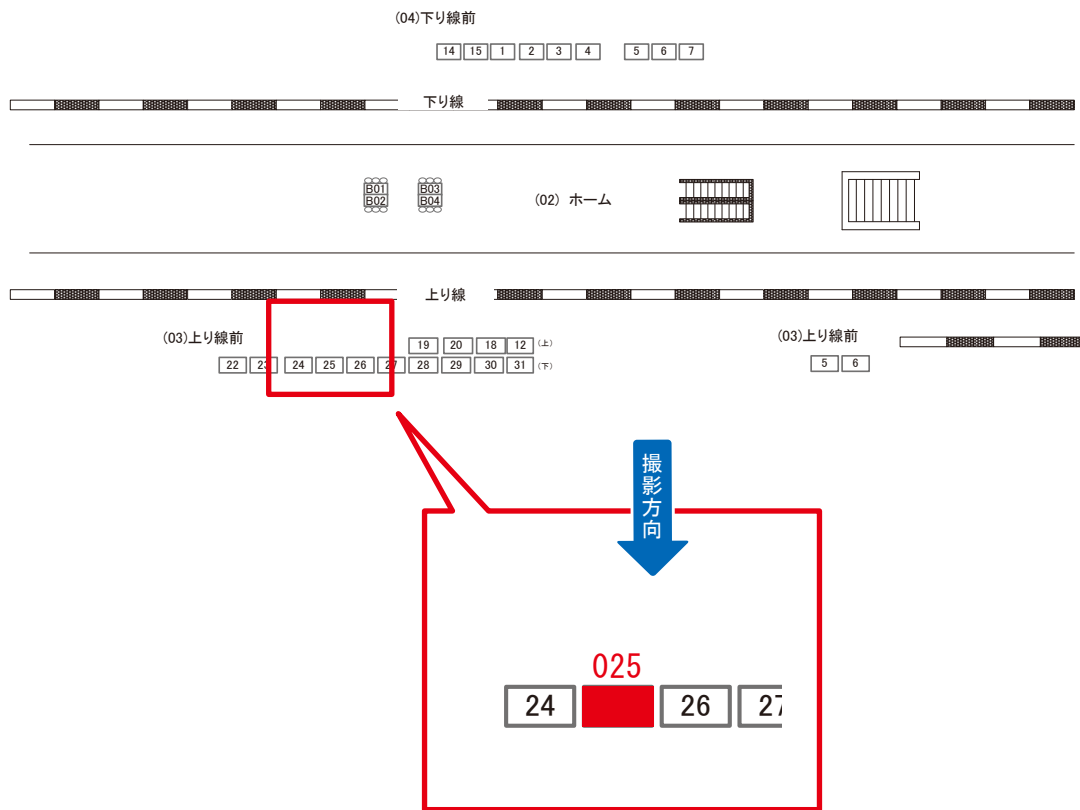 (04)下り線前
14 15 1 2 3 4 5 6 7
下り線
B01 B03
B02 B04
(02) ホーム
上り線
(03)上り線前
19 20 18 12 (上)
22 23 24 25 26 27 28 29 30 31 (下)
(03)上り線前
5 6
撮影方向
025
24 26 27